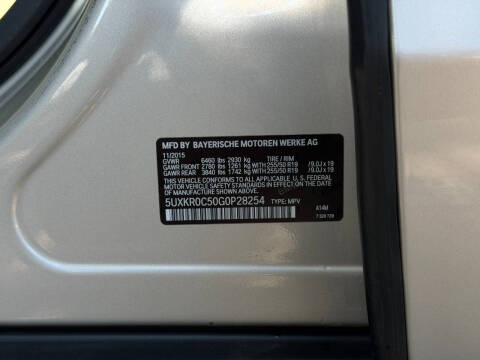 MFD BY BAYERISCHE MOTOREN WERKE AG
11/2015
GVWR 6460 lbs 2930 kg TIRE / RIM
GAWR FRONT 2780 lbs 1261 kg WITH 255/50 R19 /9.0J x 19
GAWR REAR 3840 lbs 1742 kg WITH 255/50 R19 /9.0J x 19
THIS VEHICLE CONFORMS TO ALL APPLICABLE U.S. FEDERAL
MOTOR VEHICLE SAFETY STANDARDS IN EFFECT ON THE DATE OF
MANUFACTURE SHOWN ABOVE.
5UXKR0C50G0P28254 TYPE: MPV
A14M